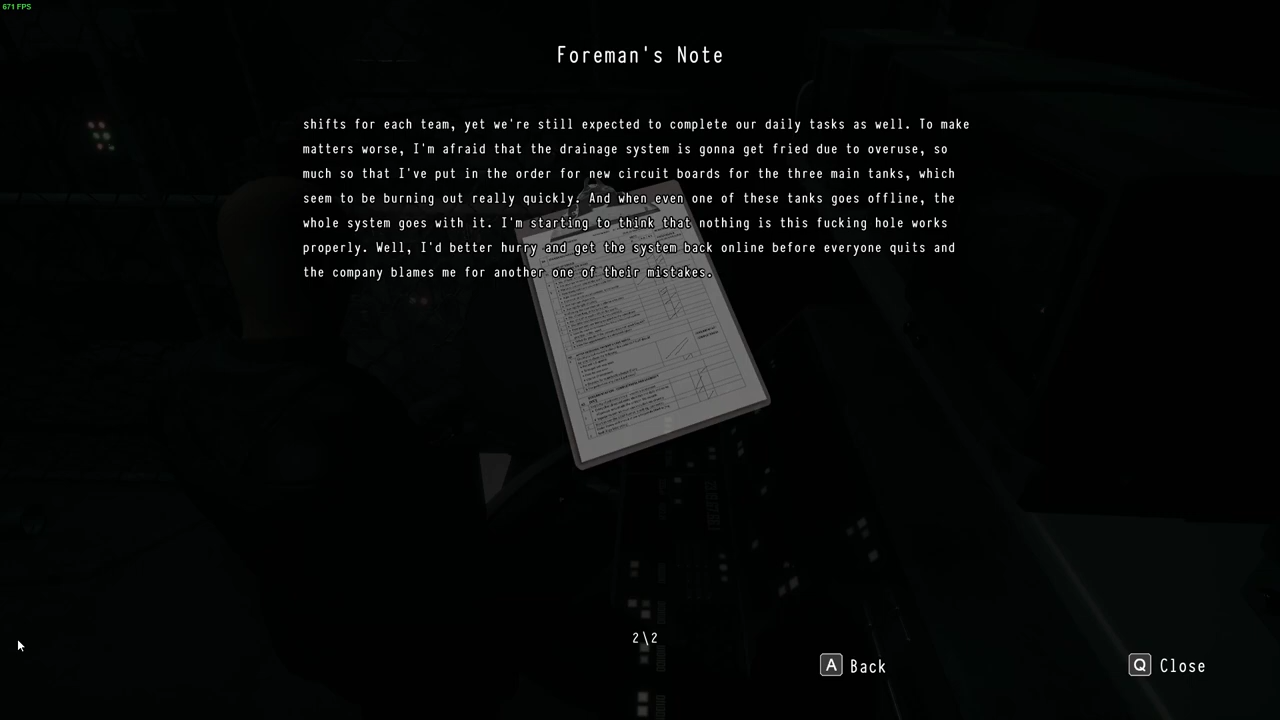 671 FPS
Foreman's Note
shifts for each team, yet we're still expected to complete our daily tasks as well. To make
matters worse, I'm afraid that the drainage system is gonna get fried due to overuse, so
much so that I've put in the order for new circuit boards for the three main tanks, which
seem to be burning out really quickly. And when even one of these tanks goes offline, the
whole system goes with it. I'm starting to think that nothing is this fucking hole works
properly. Well, I'd better hurry and get the system back online before everyone quits and
the company blames me for another one of their mistakes.
2\2
A Back
Q Close